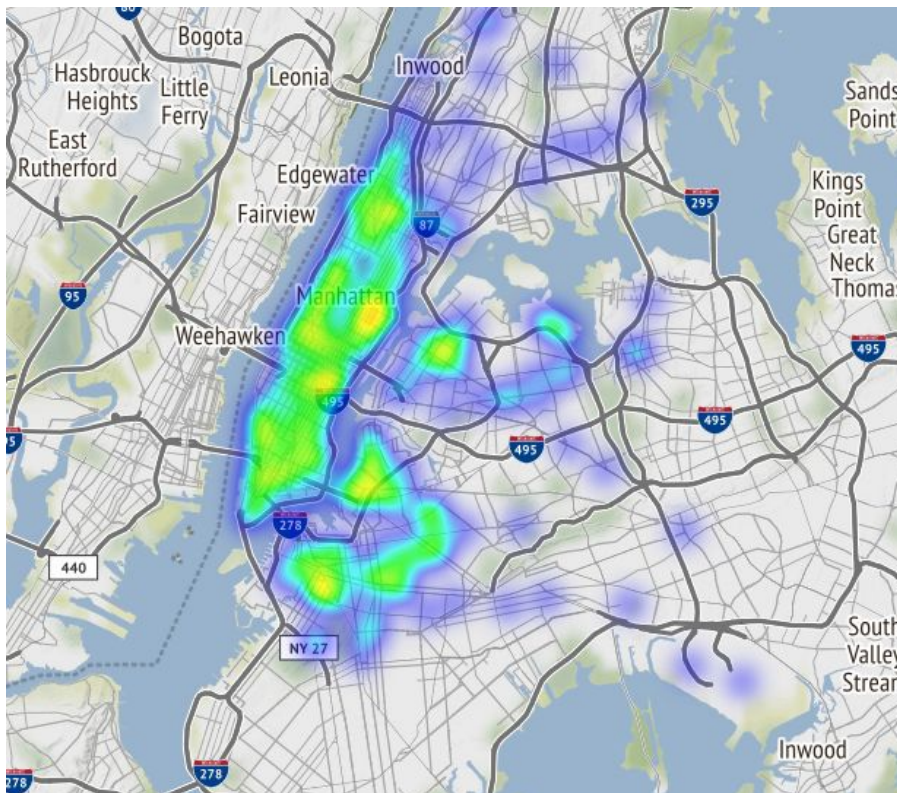 80
Bogota
Inwood
Hasbrouck
Heights
Little
Ferry
Leonia
Sands
Point
East
Rutherford
Edgewater
Kings
Point
Great
Neck
Thomas
295
Fairview
87
95
Manhattan
Weehawken
495
495
495
495
278
440
NY 27
South
Valley
Stream
Inwood
278
278